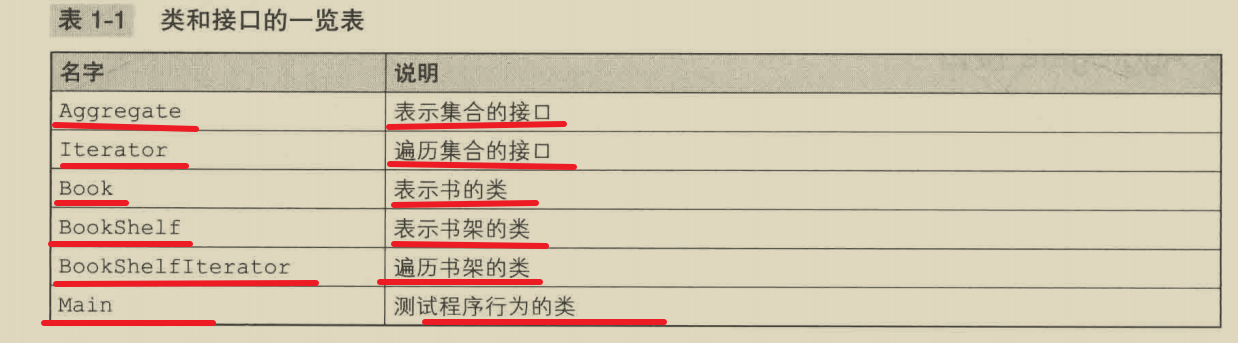 表 1-1 类和接口的一览表
名字 说明
Aggregate 表示集合的接口
Iterator 遍历集合的接口
Book 表示书的类
BookShelf 表示书架的类
BookShelfIterator 遍历书架的类
Main 测试程序行为的类